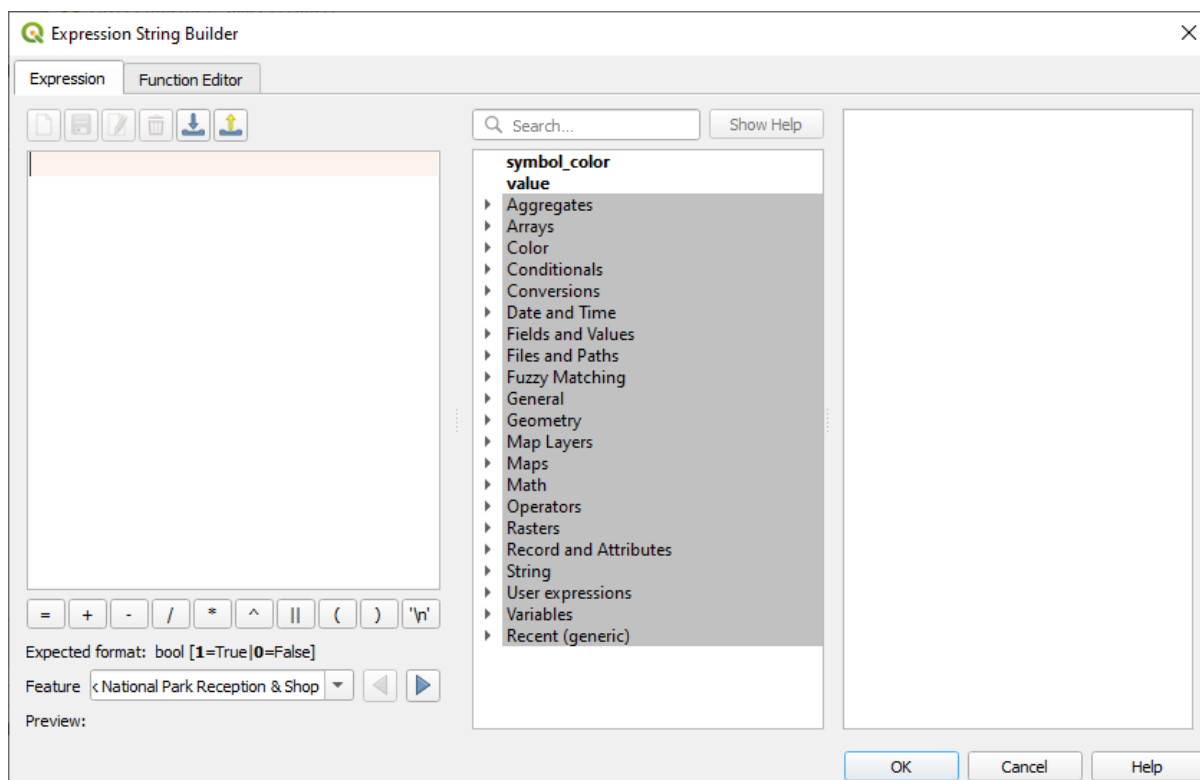 Expression String Builder
Expression
Function Editor
Search...
Show Help
symbol_color
value
Aggregates
Arrays
Color
Conditionals
Conversions
Date and Time
Fields and Values
Files and Paths
Fuzzy Matching
General
Geometry
Map Layers
Maps
Math
Operators
Rasters
Record and Attributes
String
User expressions
Variables
Recent (generic)
= + - / * ^ || ( ) '\n'
Expected format: bool [1=True|0=False]
Feature National Park Reception & Shop
Preview:
OK Cancel Help